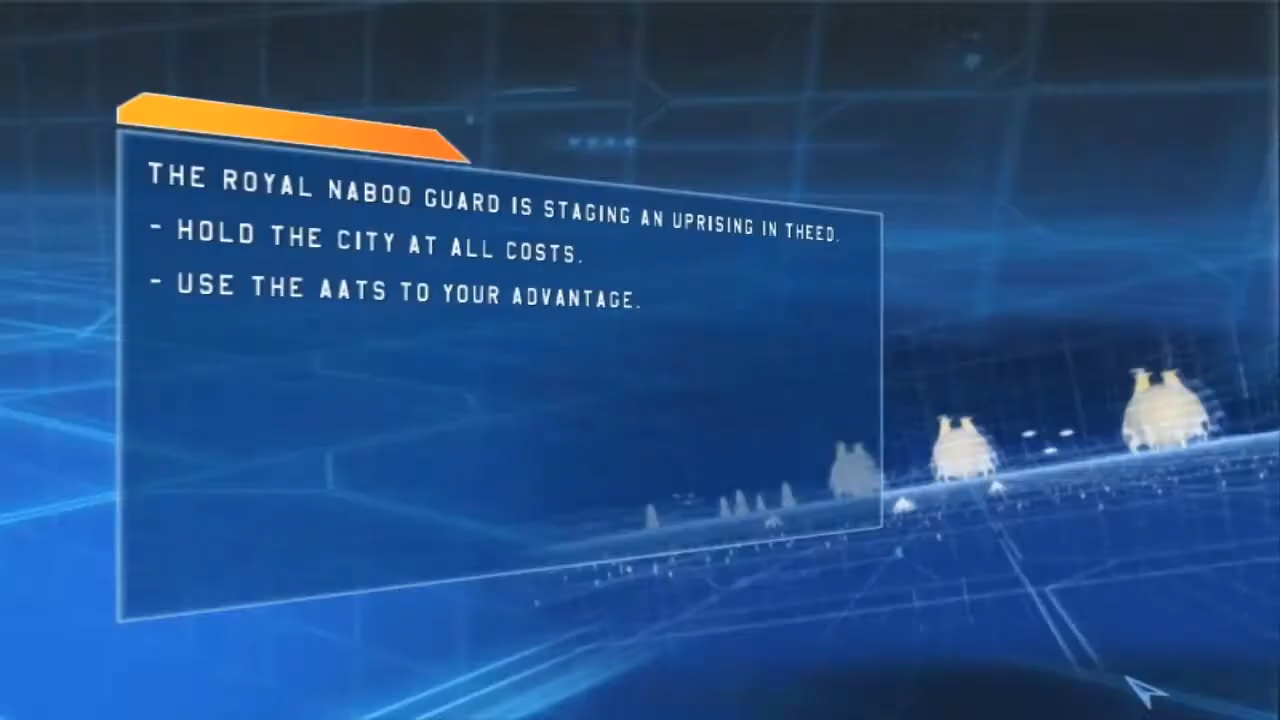 THE ROYAL NABOO GUARD IS STAGING AN UPRISING IN THEED.
- HOLD THE CITY AT ALL COSTS.
- USE THE AATS TO YOUR ADVANTAGE.